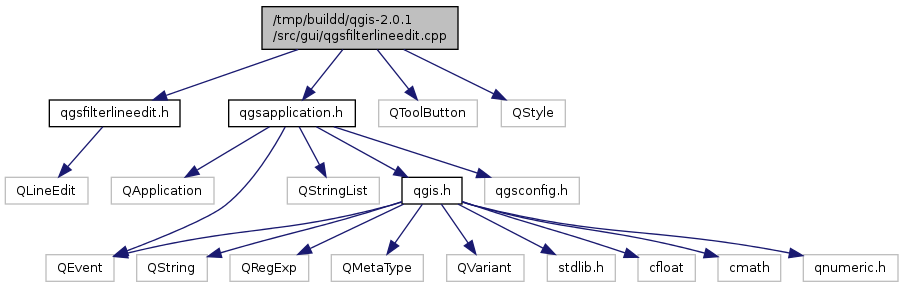 /tmp/buildd/qgis-2.0.1
/src/gui/qgsfilterlineedit.cpp
qgsfilterlineedit.h
qgsapplication.h
QToolButton
QStyle
QLineEdit
QApplication
QStringList
qgis.h
qgsconfig.h
QEvent
QString
QRegExp
QMetaType
QVariant
stdlib.h
cfloat
cmath
qnumeric.h